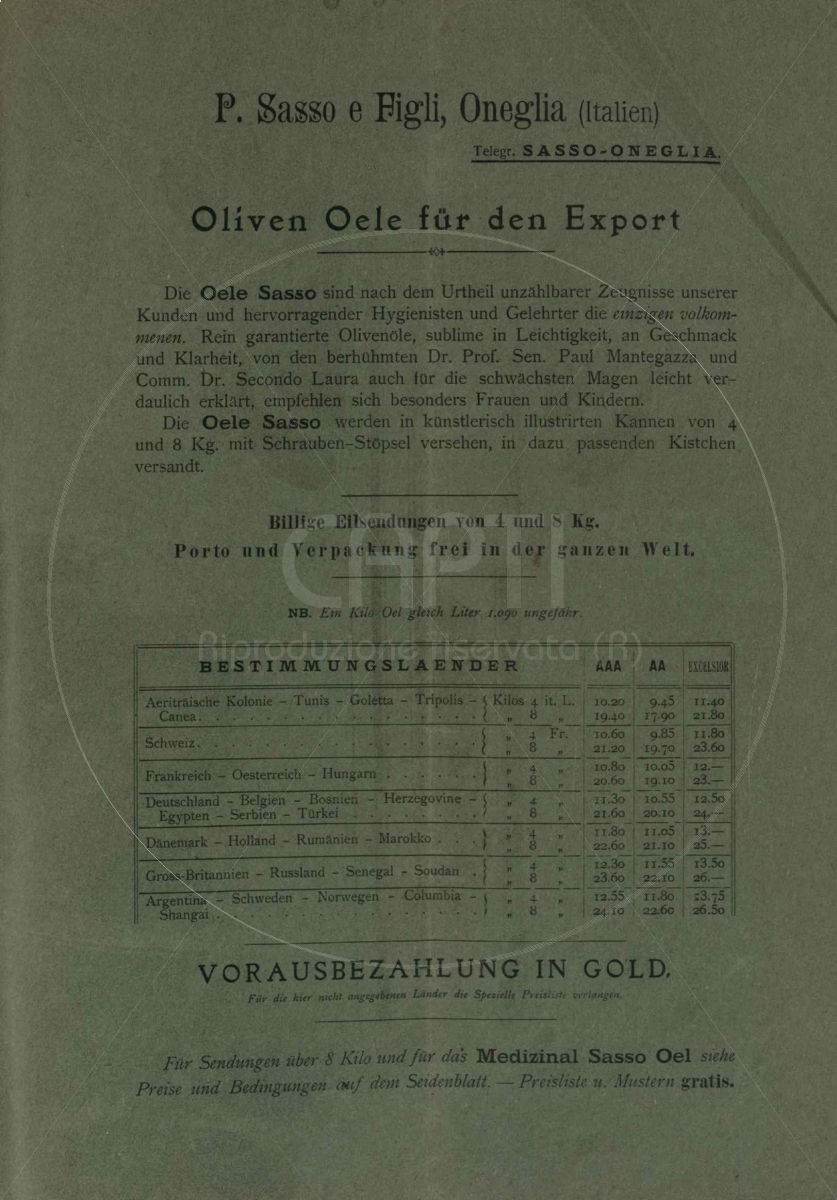 P. Sasso e Figli, Oneglia (Italien)
Telegr. SASSO-ONEGLIA.
Oliven Oele für den Export
Die Oele Sasso sind nach dem Urtheil unzählbarer Zeugnisse unserer
Kunden und hervorragender Hygienisten und Gelehrter die einzigen volkom-
menen. Rein garantierte Olivenöle, sublime in Leichtigkeit, an Geschmack
und Klarheit, von den berhühmten Dr. Prof. Sen. Paul Mantegazza und
Comm. Dr. Secondo Laura auch für die schwächsten Magen leicht ver-
daulich erklärt, empfehlen sich besonders Frauen und Kindern.
Die Oele Sasso werden in künstlerisch illustrirten Kannen von 4
und 8 Kg. mit Schrauben-Stöpsel versehen, in dazu passenden Kistchen
versandt.
Billige Eilsendungen von 4 und 8 Kg.
Porto und Verpackung frei in der ganzen Welt.
CAPTI
NB. Ein Kilo Oel gleich Liter 1.090 ungefähr.
Riproduzione riservata (R)
BESTIMMUNGSLAENDER AAA AA EXCELSIOR
Aeriträische Kolonie - Tunis - Goletta - Tripolis - { Kilos 4 it. L. 10.20 9.45 11.40
Canea. . . . . . . . . . . . . . . . { „ 8 „ 19.40 17.90 21.80
Schweiz. . . . . . . . . . . . . . . { „ 4 Fr. 10.60 9.85 11.80
„ 8 „ 21.20 19.70 23.60
Frankreich - Oesterreich - Hungarn . . . . . . } „ 4 „ 10.80 10.05 12.—
„ 8 „ 20.60 19.10 23.—
Deutschland - Belgien - Bosnien - Herzegovine - { „ 4 „ 11.30 10.55 12.50
Egypten - Serbien - Türkei . . . . . . . . { „ 8 „ 21.60 20.10 24.—
Dänemark - Holland - Rumänien - Marokko . . . } „ 4 „ 11.80 11.05 13.—
„ 8 „ 22.60 21.10 25.—
Gross-Britannien - Russland - Senegal - Soudan . { „ 4 „ 12.30 11.55 13.50
„ 8 „ 23.60 22.10 26.—
Argentina - Schweden - Norwegen - Columbia - { „ 4 „ 12.55 11.80 13.75
Shangai . . . . . . . . . . . . . . . { „ 8 „ 24.10 22.60 26.50
VORAUSBEZAHLUNG IN GOLD.
Für die hier nicht angegebenen Länder die Spezielle Preisliste verlangen.
Für Sendungen über 8 Kilo und für das Medizinal Sasso Oel siehe
Preise und Bedingungen auf dem Seidenblatt. — Preisliste u. Mustern gratis.